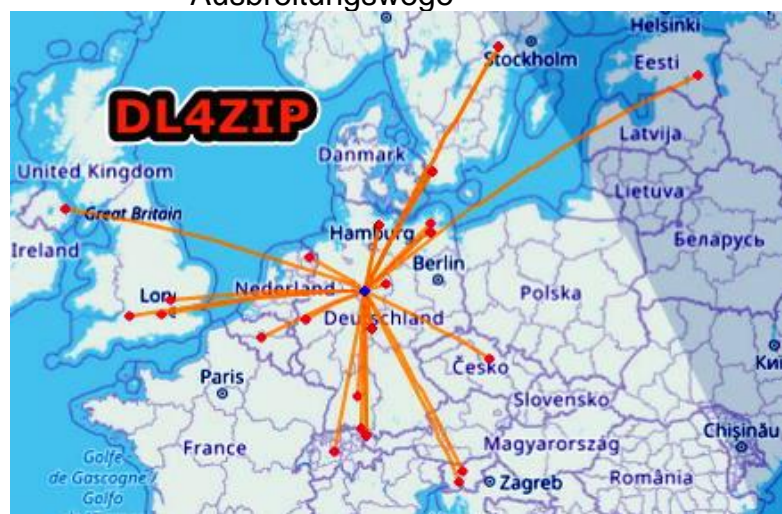 Ausbreitungswege
Helsinki
Stockholm
Eesti
DL4ZIP
Latvija
Danmark
United Kingdom
Lietuva
Great Britain
Hamburg
Беларусь
Ireland
Berlin
Nederland
Polska
Lon
Deutschland
Česko
Paris
Slovensko
Chișinău
France
Magyarország
Golfe
de Gascogne /
Golfo
Zagreb
România